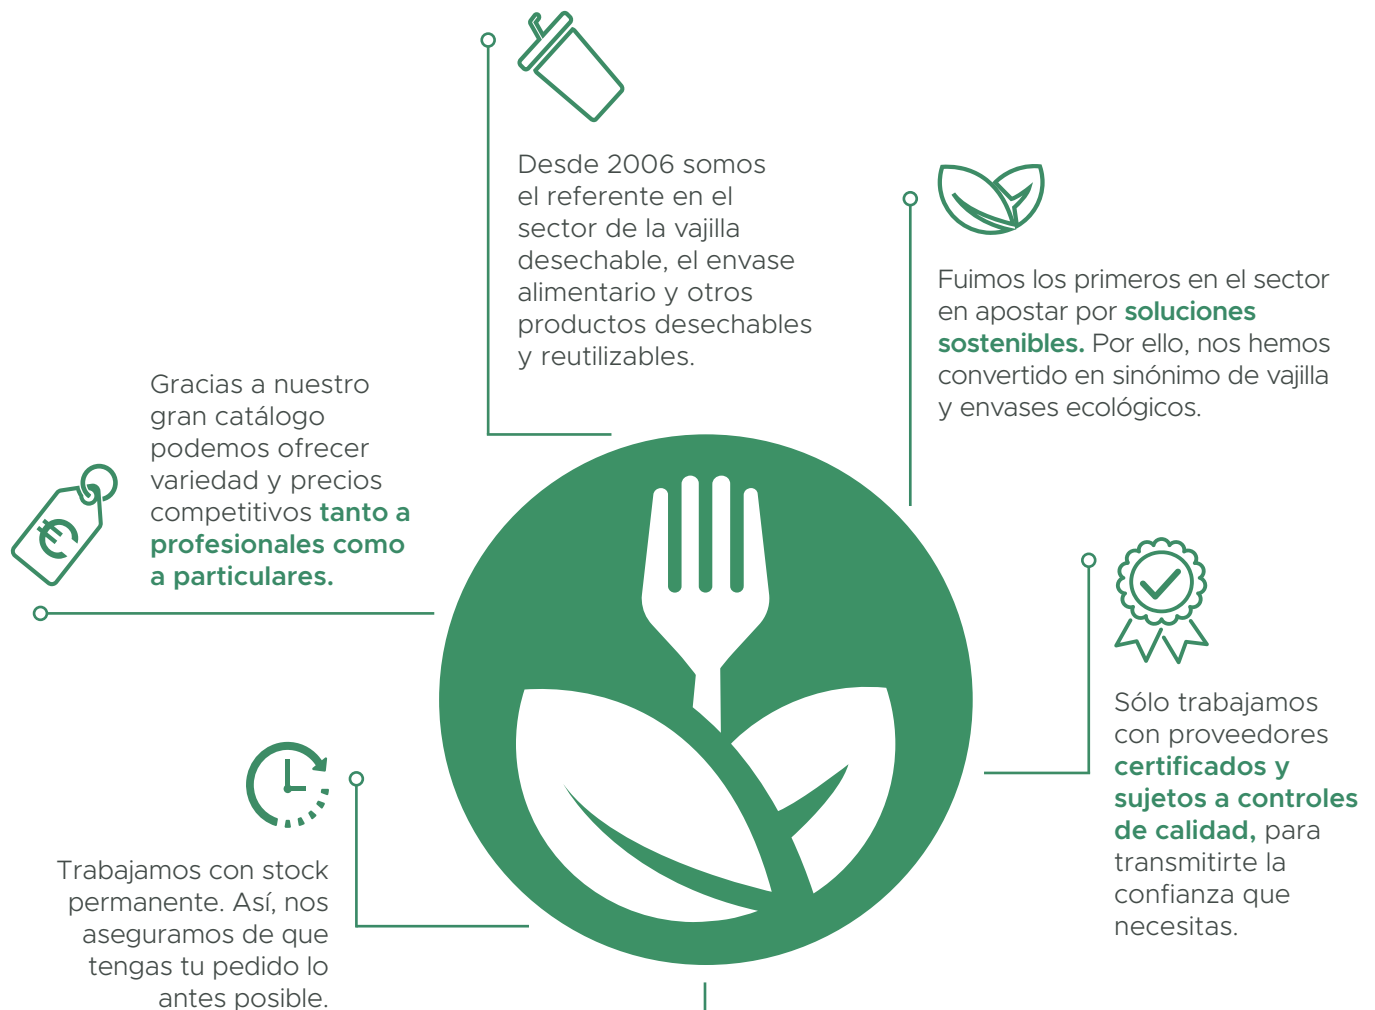 Desde 2006 somos
el referente en el
sector de la vajilla
desechable, el envase
alimentario y otros
productos desechables
y reutilizables.
Fuimos los primeros en el sector
en apostar por soluciones
sostenibles. Por ello, nos hemos
convertido en sinónimo de vajilla
y envases ecológicos.
Gracias a nuestro
gran catálogo
podemos ofrecer
variedad y precios
competitivos tanto a
profesionales como
a particulares.
Sólo trabajamos
con proveedores
certificados y
sujetos a controles
de calidad, para
transmitirte la
confianza que
necesitas.
Trabajamos con stock
permanente. Así, nos
aseguramos de que
tengas tu pedido lo
antes posible.